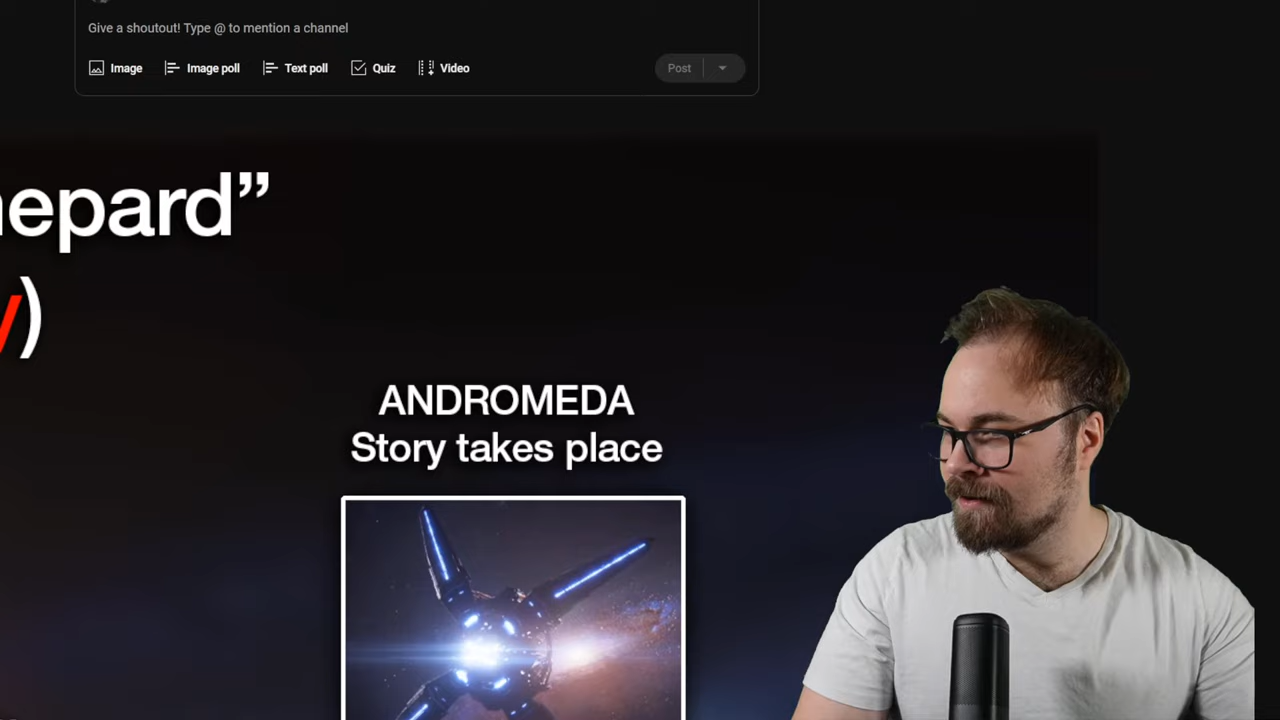 Give a shoutout! Type @ to mention a channel
Image Image poll Text poll Quiz Video Post
epard”
)
ANDROMEDA
Story takes place